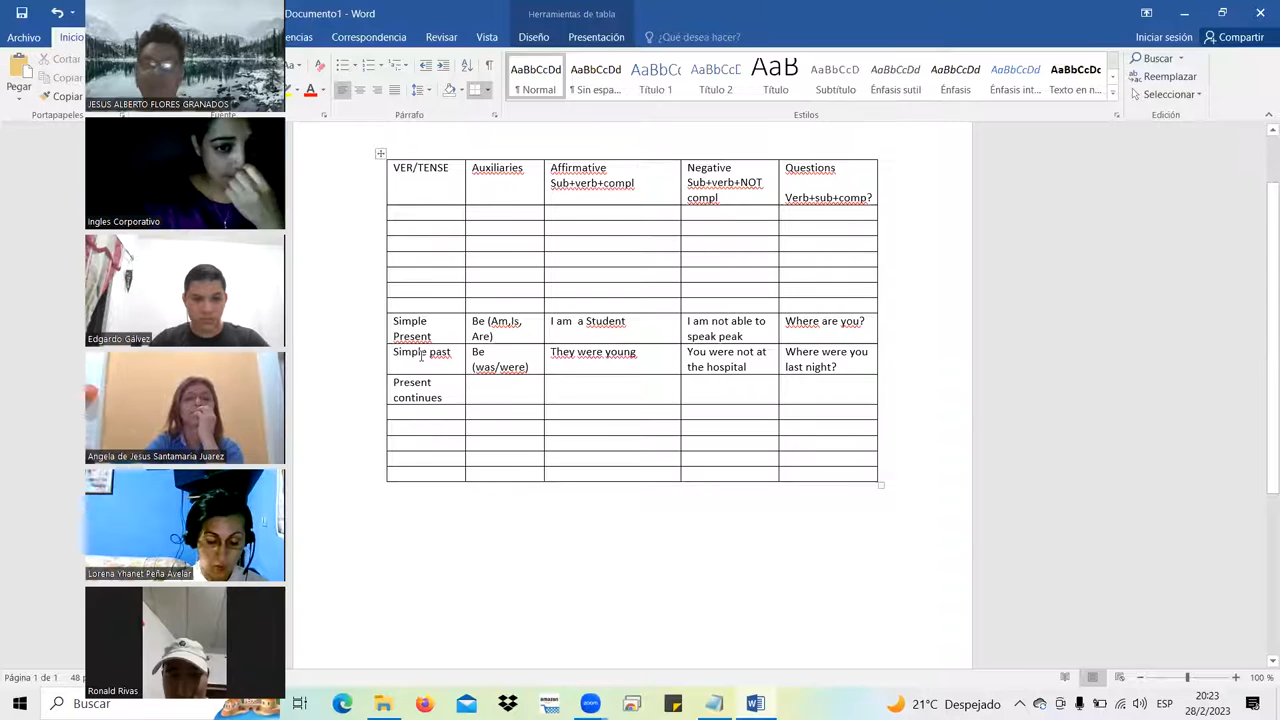 Document1 - Word
Herramientas de tabla
Archivo
Inicio
Correspondencia
Revisar
Vista
Diseño
Presentación
¿Qué desea hacer?
Iniciar sesión
Compartir
Pegar
Cortar
Copiar
Portapapeles
Fuente
Párrafo
AaBbCcDd
AaBbCcDd
AaBbCc
AaBbCcD
AaB
AaBbCcD
AaBbCcDd
AaBbCcDd
AaBbCcDd
AaBbCcDc
¶ Normal
¶ Sin espa...
Título 1
Título 2
Título
Subtítulo
Énfasis sutil
Énfasis
Énfasis int...
Texto en n...
Estilos
Buscar
Reemplazar
Seleccionar
Edición
JESUS ALBERTO FLORES GRANADOS
Ingles Corporativo
Edgardo Gálvez
Angela de Jesus Santamaria Juarez
Lorena Yhanet Peña Avelar
Ronald Rivas
VER/TENSE
Auxiliaries
Affirmative
Sub+verb+compl
Negative
Sub+verb+NOT
compl
Questions
Verb+sub+comp?
Simple
Present
Be (Am,Is,
Are)
I am  a Student
I am not able to
speak peak
Where are you?
Simple past
Be
(was/were)
They were young
You were not at
the hospital
Where were you
last night?
Present
continues
Página 1 de 1
100 %
Buscar
amazon
zoom
21°C Despejado
ESP
20:23
28/2/2023